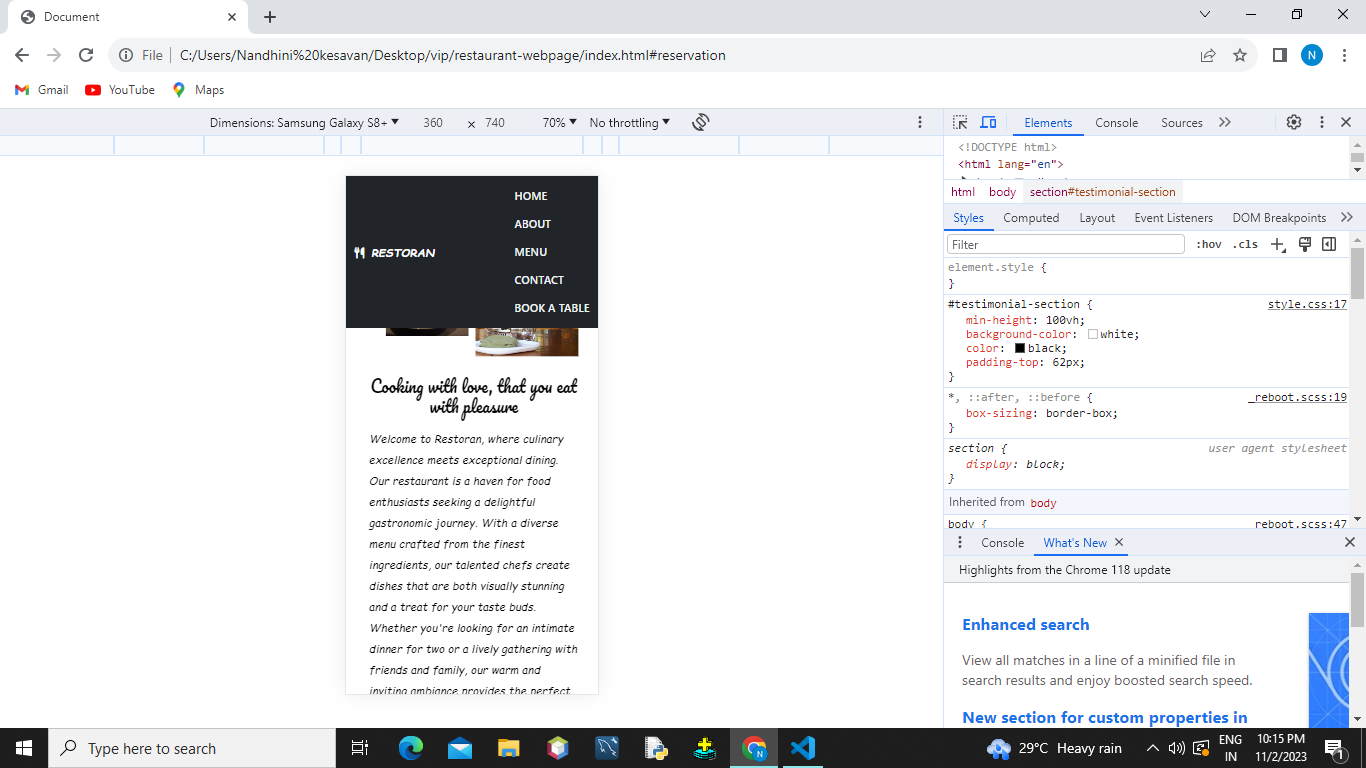 Document
File
C:/Users/Nandhini%20kesavan/Desktop/vip/restaurant-webpage/index.html#reservation
N
Gmail
YouTube
Maps
Dimensions: Samsung Galaxy S8+ 360 × 740 70% No throttling
HOME
ABOUT
RESTORAN
MENU
CONTACT
BOOK A TABLE
Cooking with love, that you eat
with pleasure
Welcome to Restoran, where culinary
excellence meets exceptional dining.
Our restaurant is a haven for food
enthusiasts seeking a delightful
gastronomic journey. With a diverse
menu crafted from the finest
ingredients, our talented chefs create
dishes that are both visually stunning
and a treat for your taste buds.
Whether you're looking for an intimate
dinner for two or a lively gathering with
friends and family, our warm and
inviting ambiance provides the perfect
Elements Console Sources
<!DOCTYPE html>
<html lang="en">
html body section#testimonial-section
Styles Computed Layout Event Listeners DOM Breakpoints
Filter :hov .cls
element.style {
}
#testimonial-section { style.css:17
min-height: 100vh;
background-color: white;
color: black;
padding-top: 62px;
}
*, ::after, ::before { _reboot.scss:19
box-sizing: border-box;
}
section { user agent stylesheet
display: block;
}
Inherited from body
body { _reboot.scss:47
Console What's New
Highlights from the Chrome 118 update
Enhanced search
View all matches in a line of a minified file in
search results and enjoy boosted search speed.
New section for custom properties in
Type here to search
29°C Heavy rain
ENG
IN
10:15 PM
11/2/2023
1